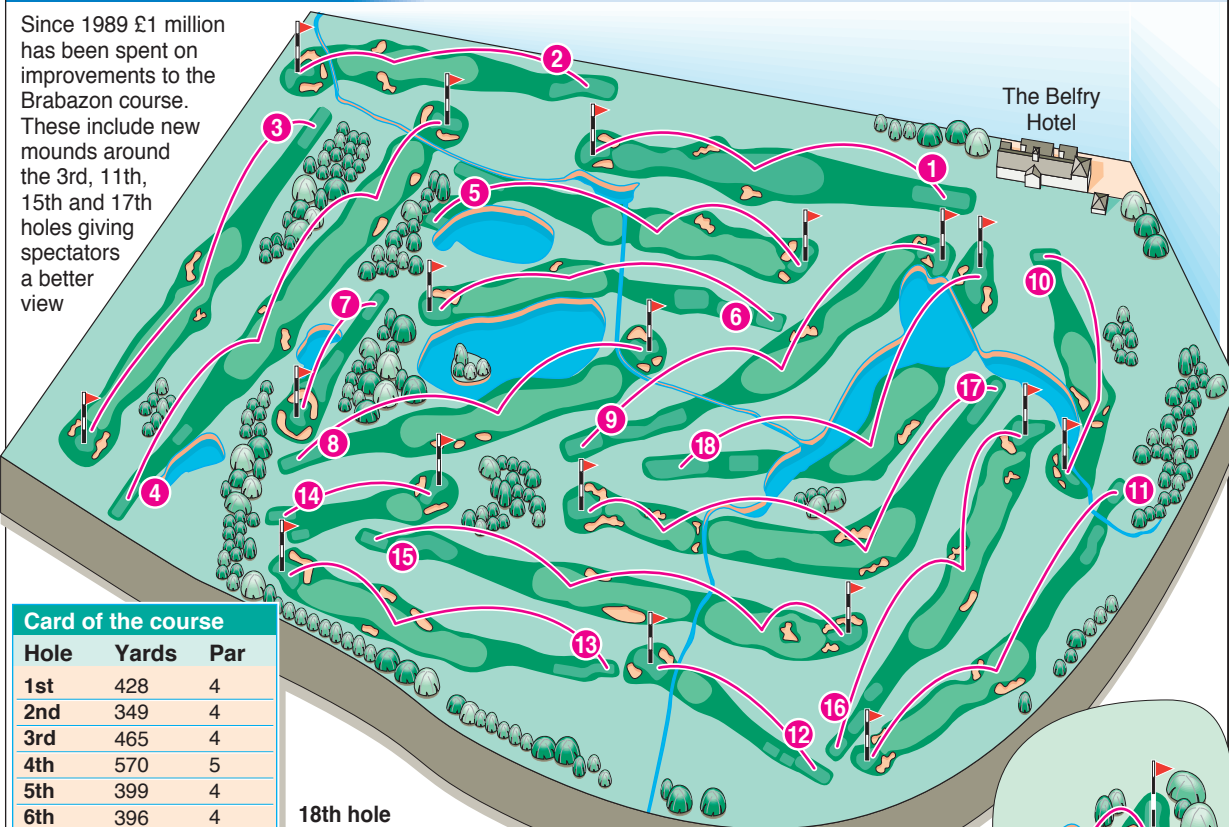 Since 1989 £1 million
has been spent on
improvements to the
Brabazon course.
These include new
mounds around
the 3rd, 11th,
15th and 17th
holes giving
spectators
a better
view
The Belfry
Hotel
2
3
1
5
10
7
6
17
9
8
18
4
14
11
15
13
16
12
Card of the course
Hole Yards Par
1st 428 4
2nd 349 4
3rd 465 4
4th 570 5
5th 399 4
6th 396 4
18th hole